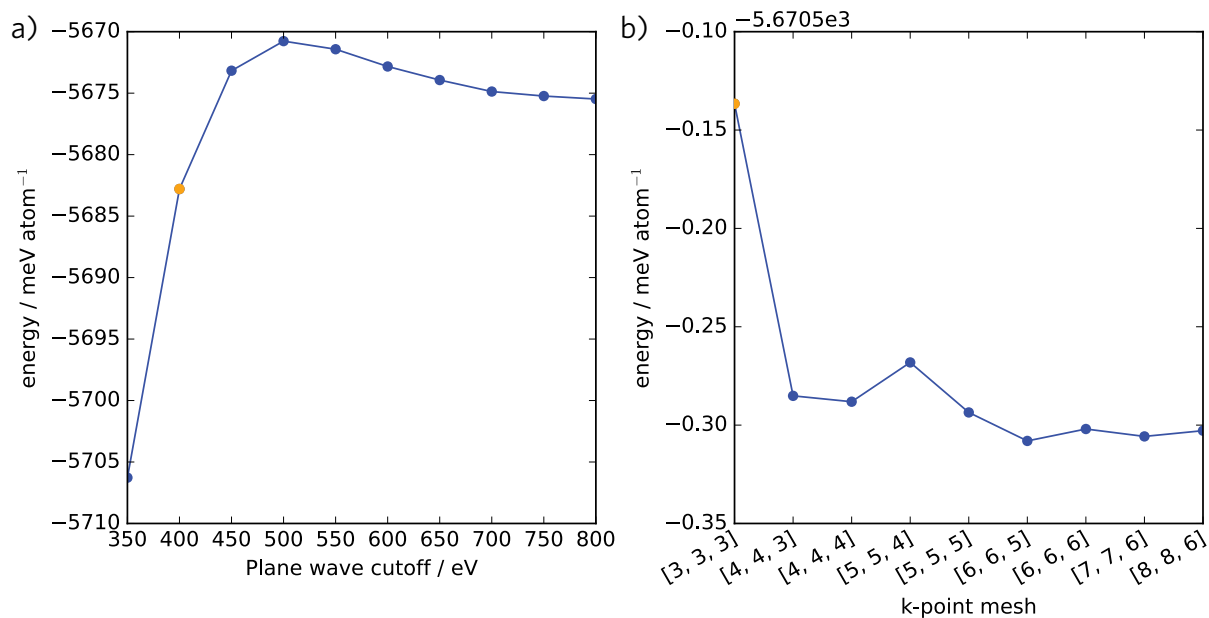 a)
−5670
−5675
−5680
−5685
−5690
−5695
−5700
−5705
−5710
energy / meV atom⁻¹
350 400 450 500 550 600 650 700 750 800
Plane wave cutoff / eV
b)
−5.6705e3
−0.10
−0.15
−0.20
−0.25
−0.30
−0.35
energy / meV atom⁻¹
[3, 3, 3] [4, 4, 3] [4, 4, 4] [5, 5, 4] [5, 5, 5] [6, 6, 5] [6, 6, 6] [7, 7, 6] [8, 8, 6]
k-point mesh